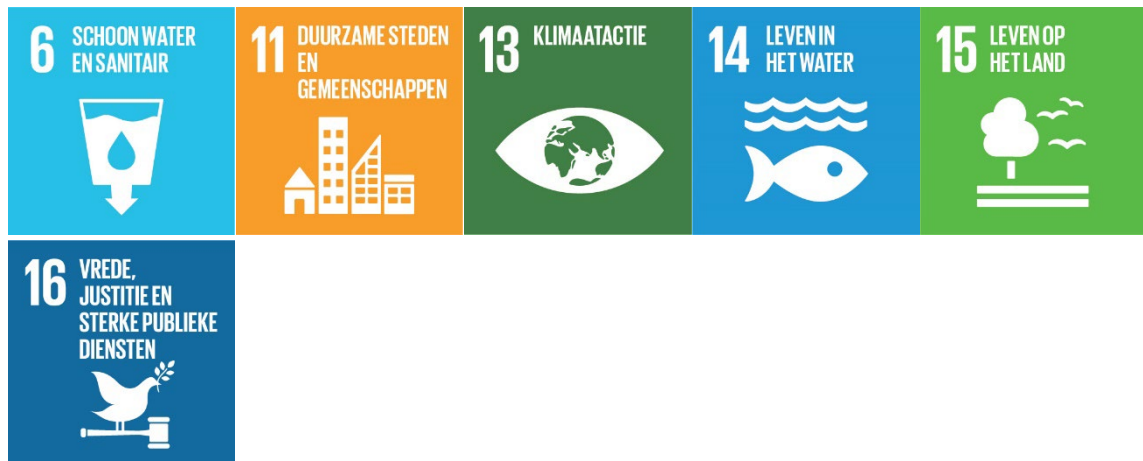 6 SCHOON WATER
EN SANITAIR
11 DUURZAME STEDEN
EN
GEMEENSCHAPPEN
13 KLIMAATACTIE
14 LEVEN IN
HET WATER
15 LEVEN OP
HET LAND
16 VREDE,
JUSTITIE EN
STERKE PUBLIEKE
DIENSTEN